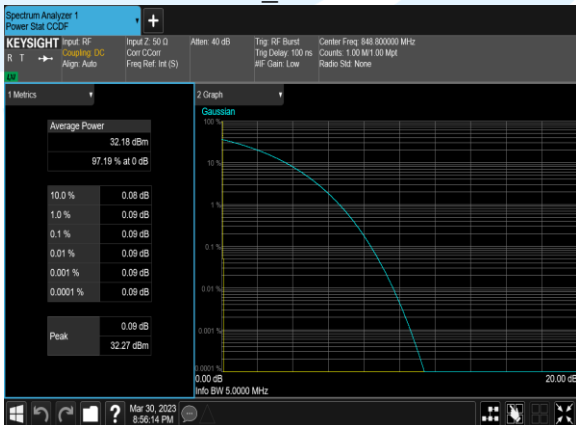 Spectrum Analyzer 1
Power Stat CCDF
+
KEYSIGHT
R T
LXI
Input: RF
Coupling: DC
Align: Auto
Input Z: 50 Ω
Corr CCorr
Freq Ref: Int (S)
Atten: 40 dB
Trig: RF Burst
Trig Delay: 100 ns
#IF Gain: Low
Center Freq: 848.800000 MHz
Counts: 1.00 M/1.00 Mpt
Radio Std: None
1 Metrics
Average Power
32.18 dBm
97.19 % at 0 dB
10.0 % 0.08 dB
1.0 % 0.09 dB
0.1 % 0.09 dB
0.01 % 0.09 dB
0.001 % 0.09 dB
0.0001 % 0.09 dB
Peak
0.09 dB
32.27 dBm
2 Graph
Gaussian
100 %
10 %
1 %
0.1 %
0.01 %
0.001 %
0.0001 %
0.00 dB 20.00 dB
Info BW 5.0000 MHz
?
Mar 30, 2023
8:56:14 PM